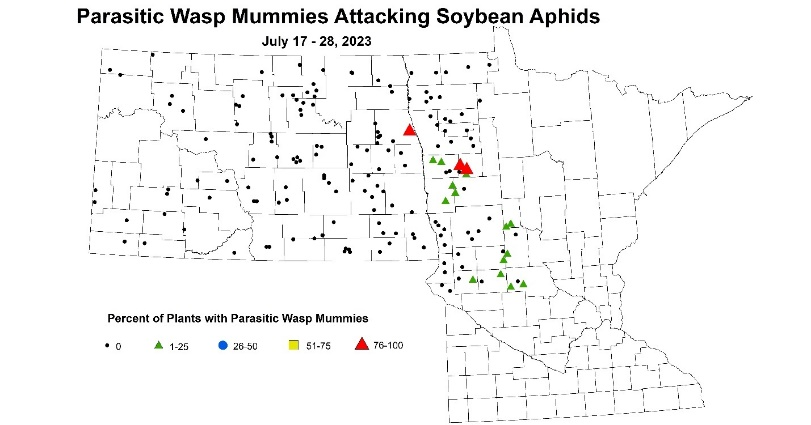 Parasitic Wasp Mummies Attacking Soybean Aphids
July 17 - 28, 2023
Percent of Plants with Parasitic Wasp Mummies
0 1-25 26-50 51-75 76-100